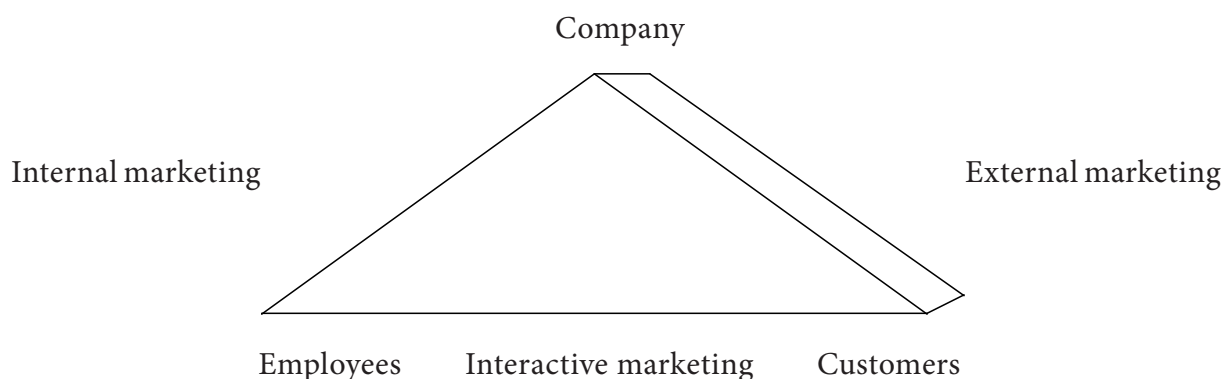 Company
Internal marketing
External marketing
Employees
Interactive marketing
Customers